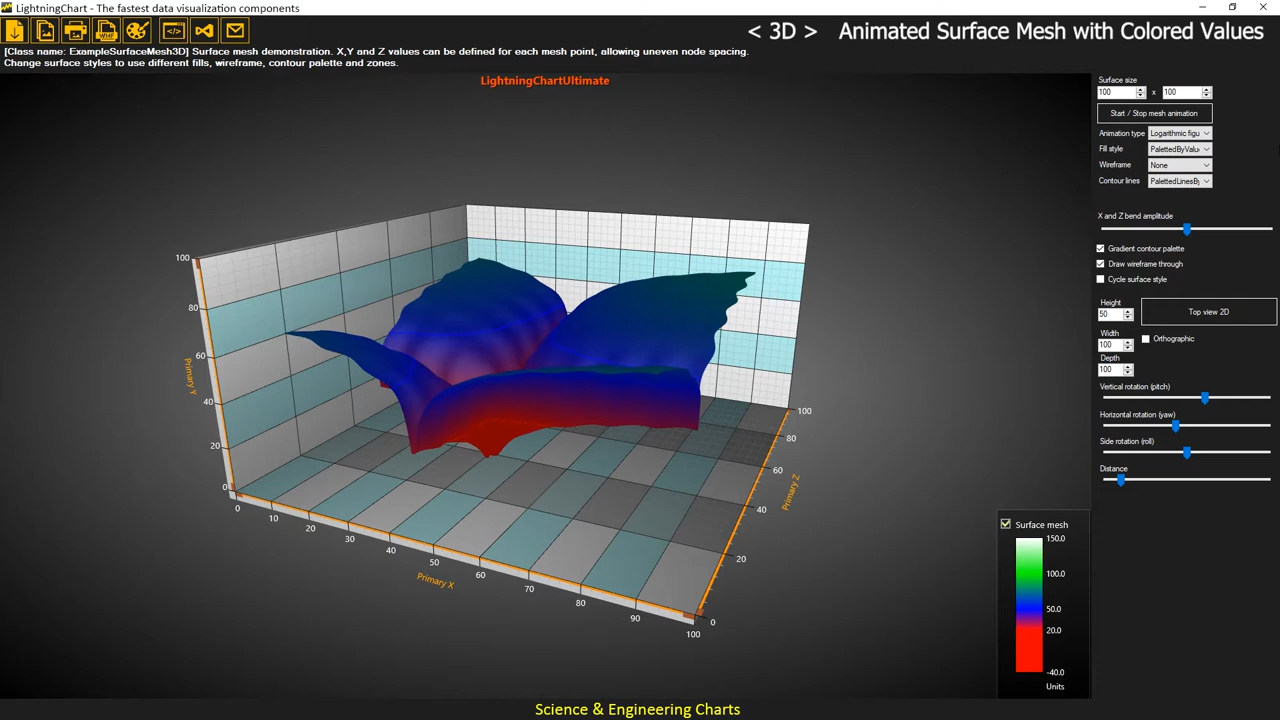 LightningChart - The fastest data visualization components
WMF
< 3D > Animated Surface Mesh with Colored Values
[Class name: ExampleSurfaceMesh3D] Surface mesh demonstration. X,Y and Z values can be defined for each mesh point, allowing uneven node spacing.
Change surface styles to use different fills, wireframe, contour palette and zones.
LightningChartUltimate
Surface size
100 x 100
Start / Stop mesh animation
Animation type Logarithmic figu
Fill style PalettedByValu
Wireframe None
Contour lines PalettedLinesBy
X and Z bend amplitude
Gradient contour palette
Draw wireframe through
Cycle surface style
Height
50
Top view 2D
Width
100
Orthographic
Depth
100
Vertical rotation (pitch)
Horizontal rotation (yaw)
Side rotation (roll)
Distance
100
80
60
40
20
0
Primary Y
0
10
20
30
40
50
60
70
80
90
100
Primary X
100
80
60
40
20
0
Primary Z
Surface mesh
150.0
100.0
50.0
20.0
-40.0
Units
Science & Engineering Charts